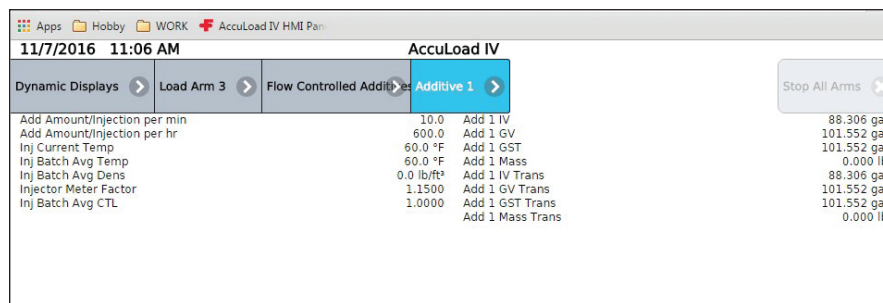 Apps Hobby WORK AccuLoad IV HMI Pan
11/7/2016 11:06 AM AccuLoad IV
Dynamic Displays Load Arm 3 Flow Controlled Additives Additive 1 Stop All Arms
Add Amount/Injection per min 10.0 Add 1 IV 88.306 ga
Add Amount/Injection per hr 600.0 Add 1 GV 101.552 ga
Inj Current Temp 60.0 °F Add 1 GST 101.552 ga
Inj Batch Avg Temp 60.0 °F Add 1 Mass 0.000 lb
Inj Batch Avg Dens 0.0 lb/ft³ Add 1 IV Trans 88.306 ga
Injector Meter Factor 1.1500 Add 1 GV Trans 101.552 ga
Inj Batch Avg CTL 1.0000 Add 1 GST Trans 101.552 ga
Add 1 Mass Trans 0.000 lb